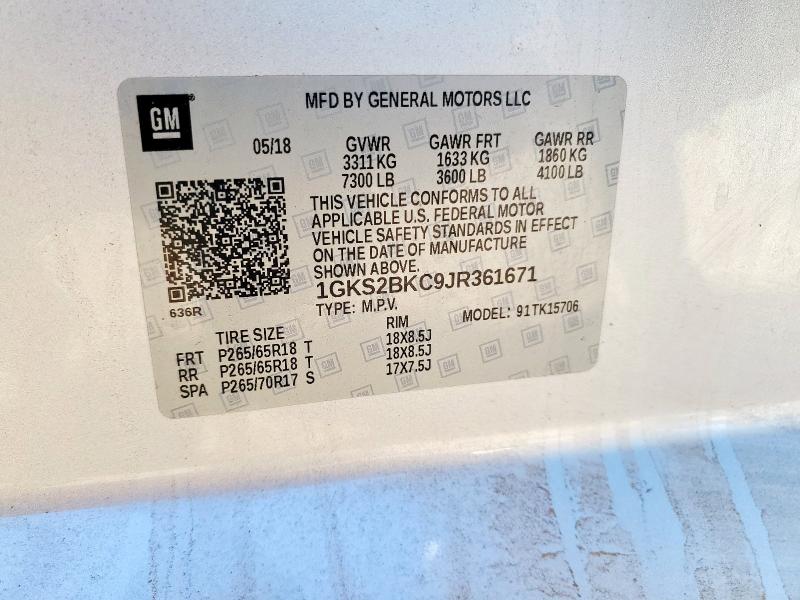 GM
MFD BY GENERAL MOTORS LLC
05/18
GVWR GAWR FRT GAWR RR
3311 KG 1633 KG 1860 KG
7300 LB 3600 LB 4100 LB
THIS VEHICLE CONFORMS TO ALL
APPLICABLE U.S. FEDERAL MOTOR
VEHICLE SAFETY STANDARDS IN EFFECT
ON THE DATE OF MANUFACTURE
SHOWN ABOVE.
1GKS2BKC9JR361671
TYPE: M.P.V. MODEL: 91TK15706
636R
TIRE SIZE RIM
FRT P265/65R18 T 18X8.5J
RR P265/65R18 T 18X8.5J
SPA P265/70R17 S 17X7.5J